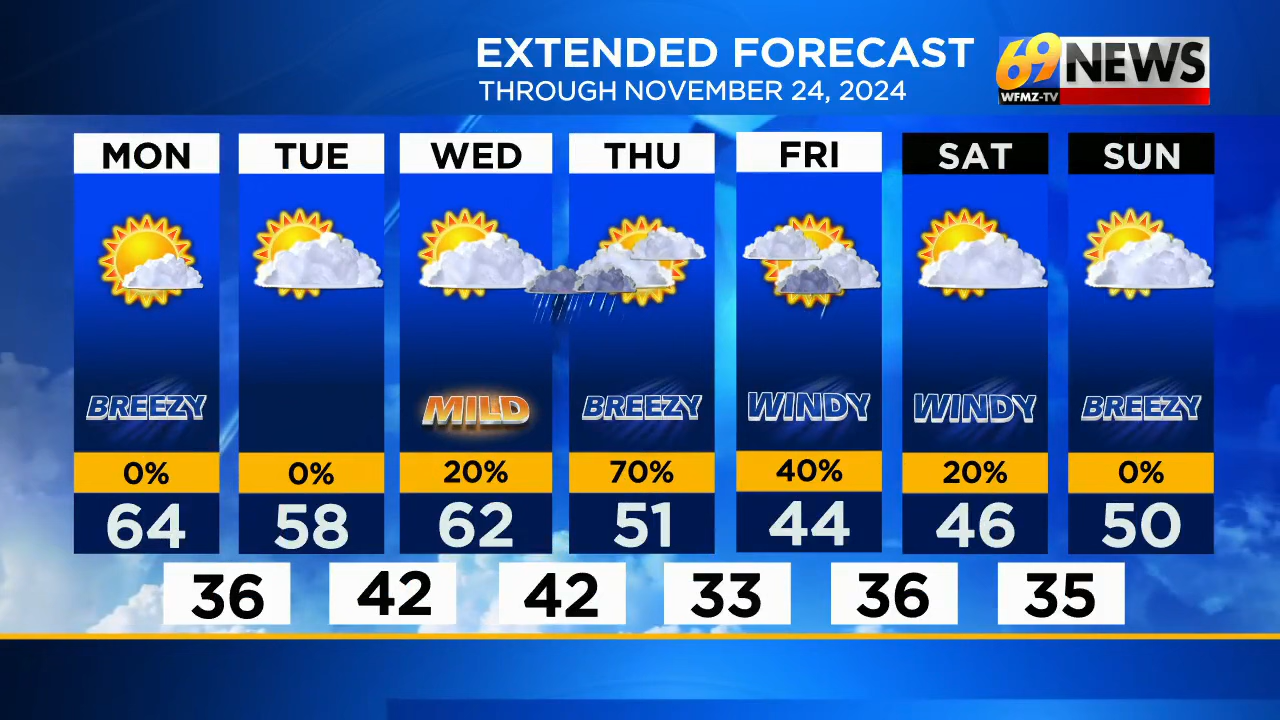 EXTENDED FORECAST
THROUGH NOVEMBER 24, 2024
69 NEWS
WFMZ-TV
MON TUE WED THU FRI SAT SUN
BREEZY MILD BREEZY WINDY WINDY BREEZY
0% 0% 20% 70% 40% 20% 0%
64 58 62 51 44 46 50
36 42 42 33 36 35